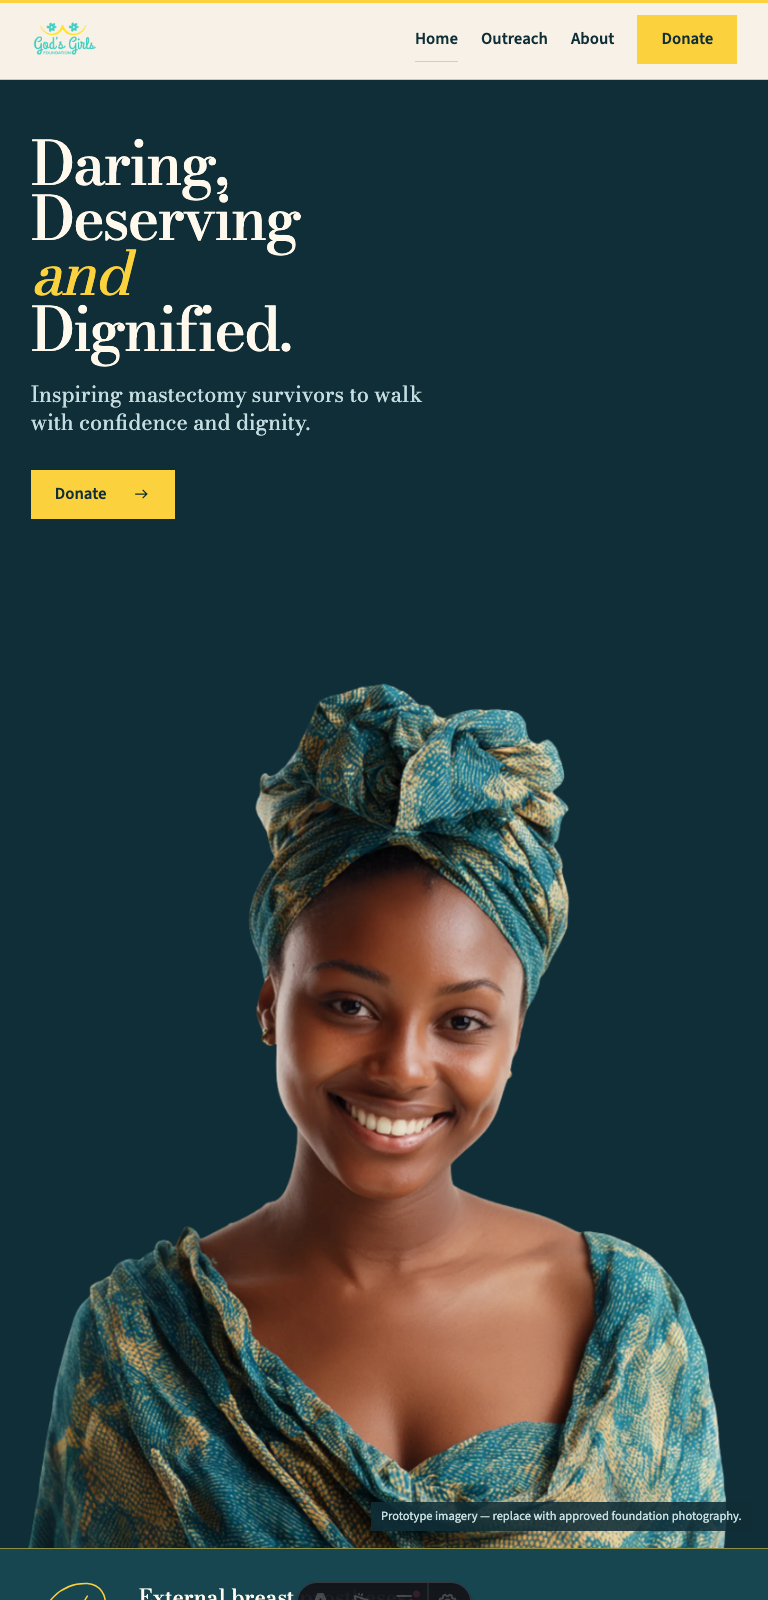 God's Girls
FOUNDATION
Home Outreach About Donate
Daring,
Deserving
and
Dignified.
Inspiring mastectomy survivors to walk
with confidence and dignity.
Donate →
Prototype imagery — replace with approved foundation photography.
External breast